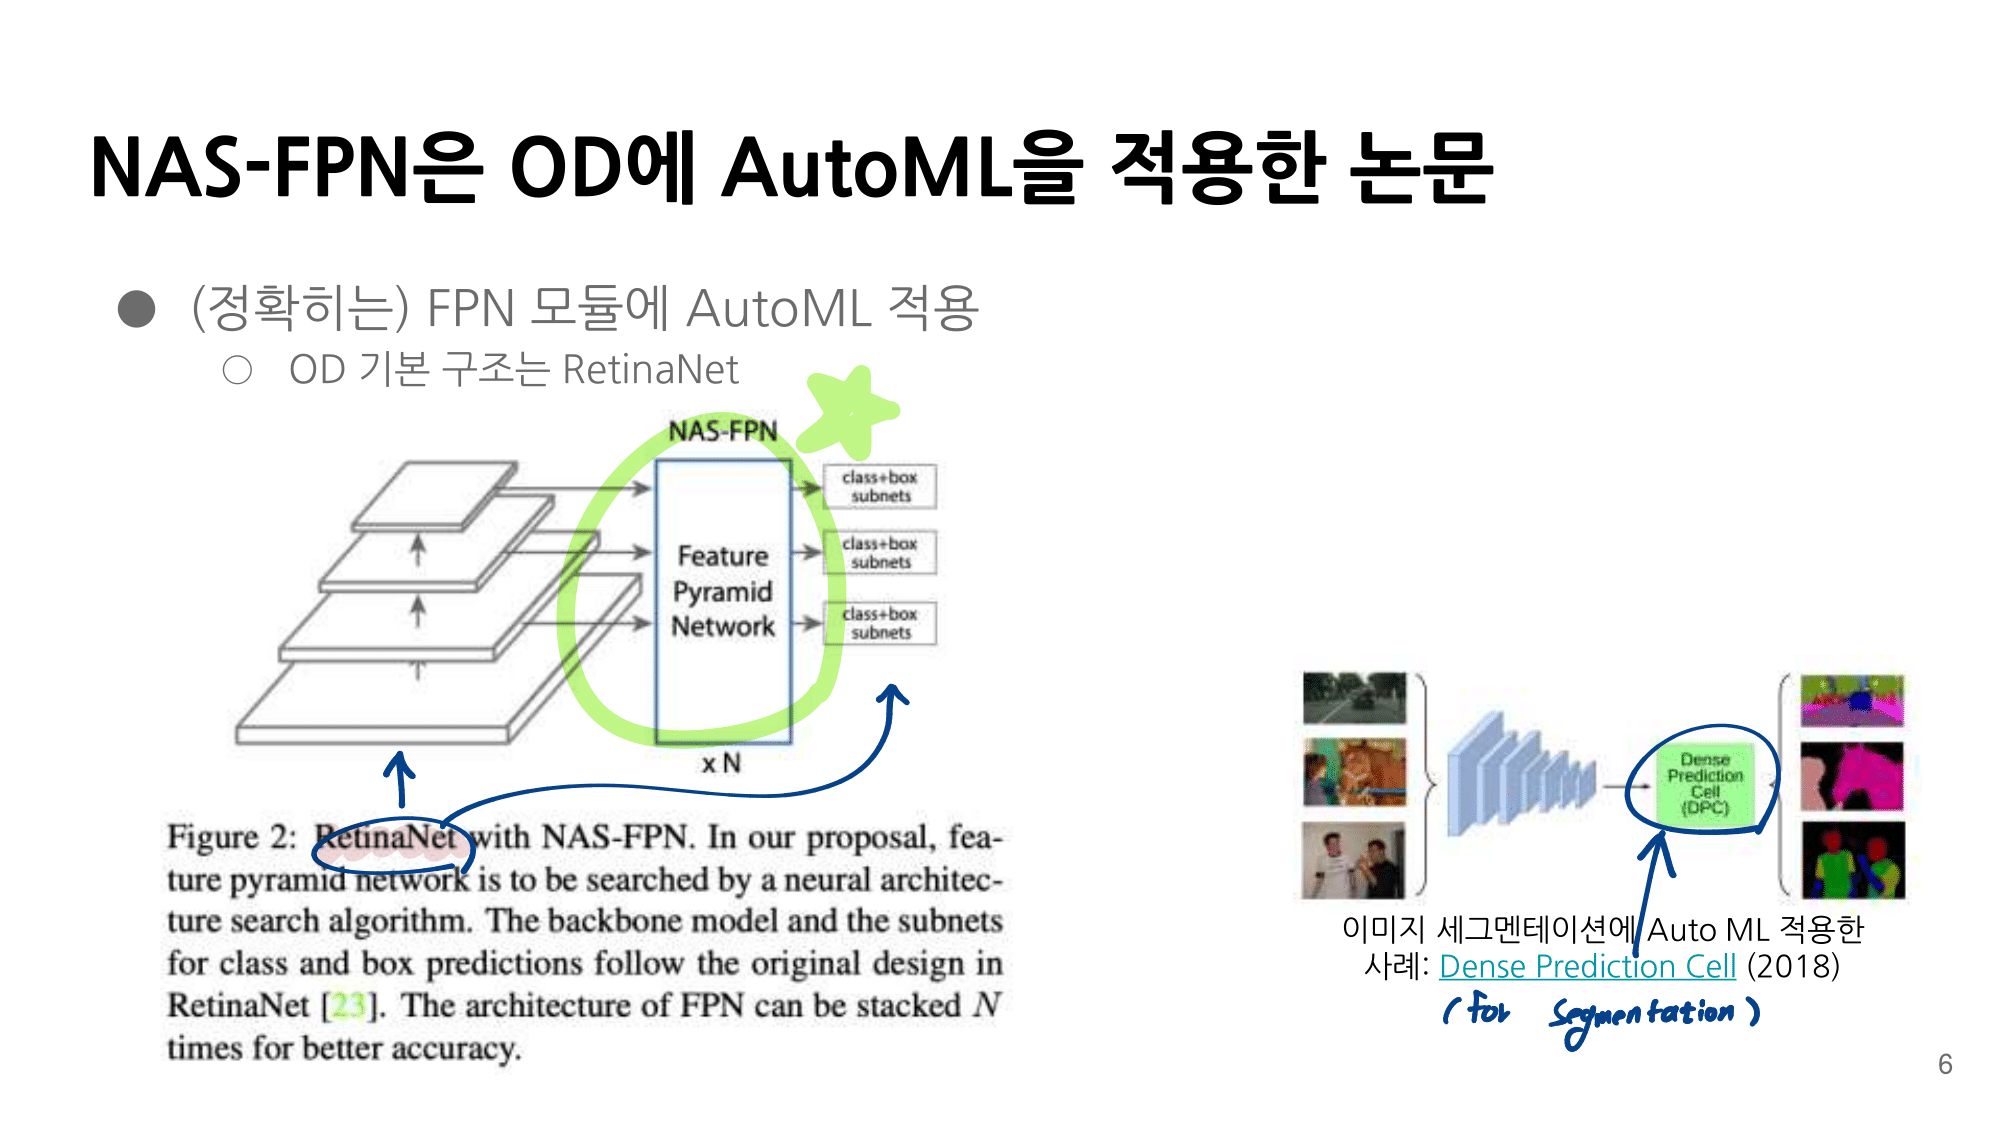 NAS-FPN은 OD에 AutoML을 적용한 논문
● (정확히는) FPN 모듈에 AutoML 적용
○ OD 기본 구조는 RetinaNet
NAS-FPN
class+box
subnets
class+box
subnets
class+box
subnets
Feature
Pyramid
Network
x N
Figure 2: RetinaNet with NAS-FPN. In our proposal, fea-
ture pyramid network is to be searched by a neural architec-
ture search algorithm. The backbone model and the subnets
for class and box predictions follow the original design in
RetinaNet [23]. The architecture of FPN can be stacked N
times for better accuracy.
Dense
Prediction
Cell
(DPC)
이미지 세그멘테이션에 Auto ML 적용한
사례: Dense Prediction Cell (2018)
(for Segmentation)
6